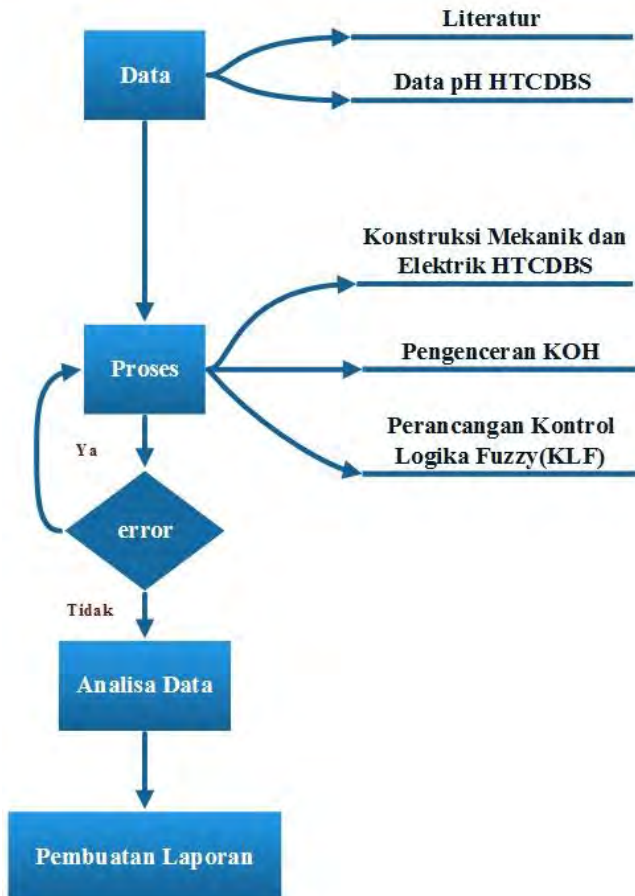 Literatur
Data
Data pH HTCDBS
Konstruksi Mekanik dan
Elektrik HTCDBS
Proses
Pengenceran KOH
Perancangan Kontrol
Logika Fuzzy(KLF)
Ya
error
Tidak
Analisa Data
Pembuatan Laporan